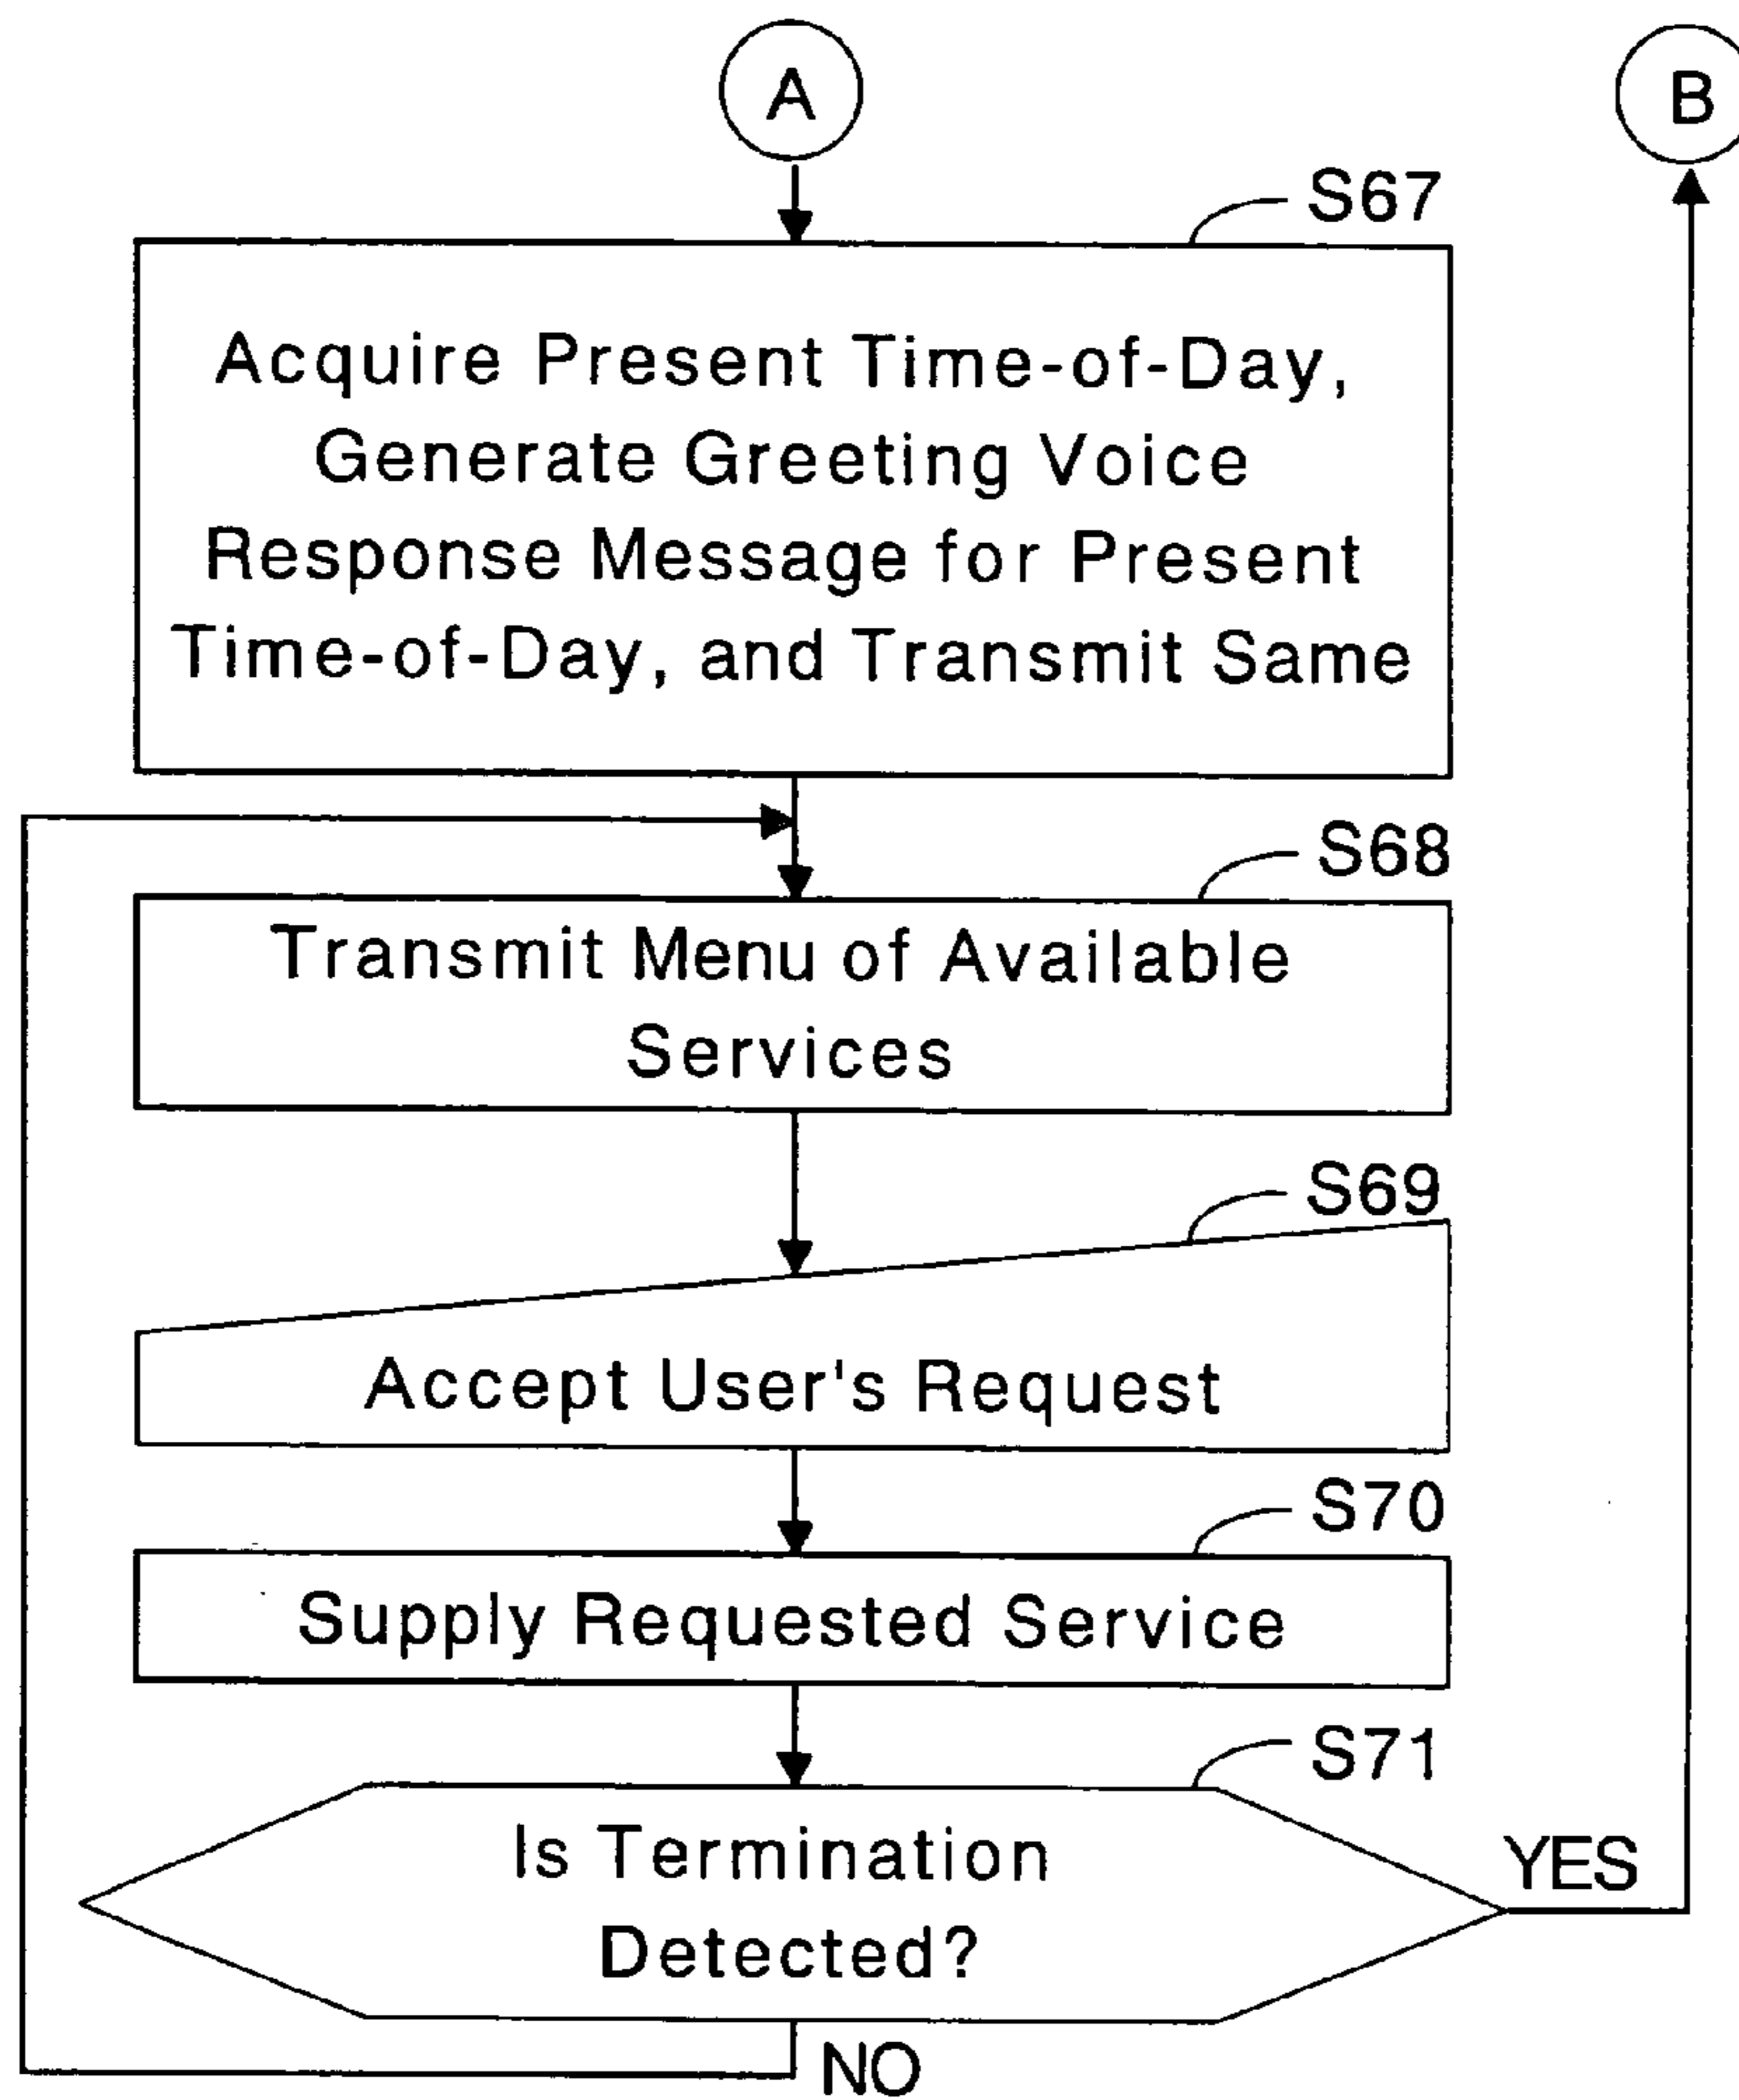 A
B
S67
Acquire Present Time-of-Day,
Generate Greeting Voice
Response Message for Present
Time-of-Day, and Transmit Same
S68
Transmit Menu of Available
Services
S69
Accept User's Request
S70
Supply Requested Service
S71
Is Termination
Detected?
YES
NO